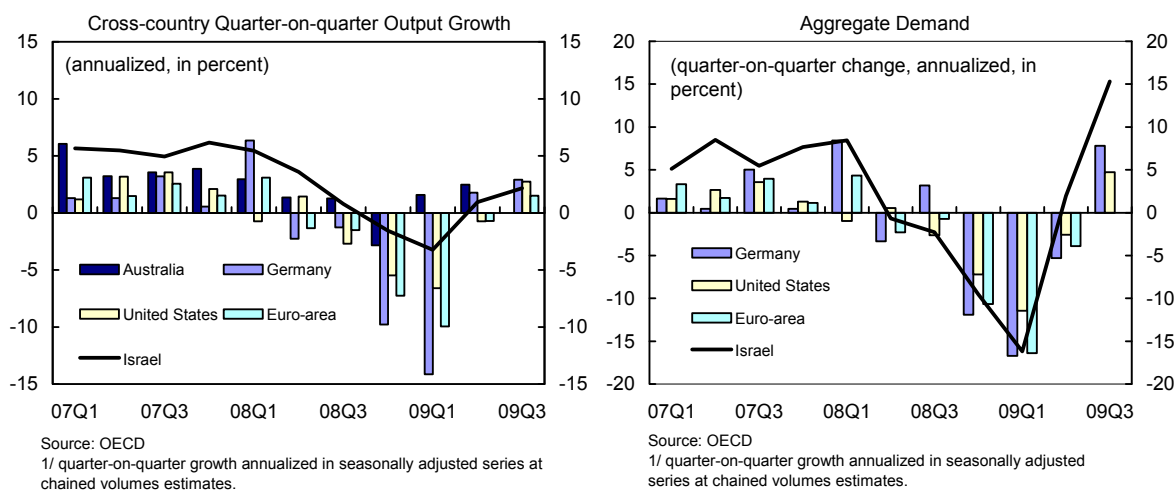 Cross-country Quarter-on-quarter Output Growth
(annualized, in percent)
15 15
10 10
5 5
0 0
-5 -5
-10 -10
-15 -15
Australia Germany
United States Euro-area
Israel
07Q1 07Q3 08Q1 08Q3 09Q1 09Q3
Source: OECD
1/ quarter-on-quarter growth annualized in seasonally adjusted series at
chained volumes estimates.
Aggregate Demand
(quarter-on-quarter change, annualized, in
percent)
20 20
15 15
10 10
5 5
0 0
-5 -5
-10 -10
-15 -15
-20 -20
Germany
United States
Euro-area
Israel
07Q1 07Q3 08Q1 08Q3 09Q1 09Q3
Source: OECD
1/ quarter-on-quarter growth annualized in seasonally adjusted
series at chained volumes estimates.